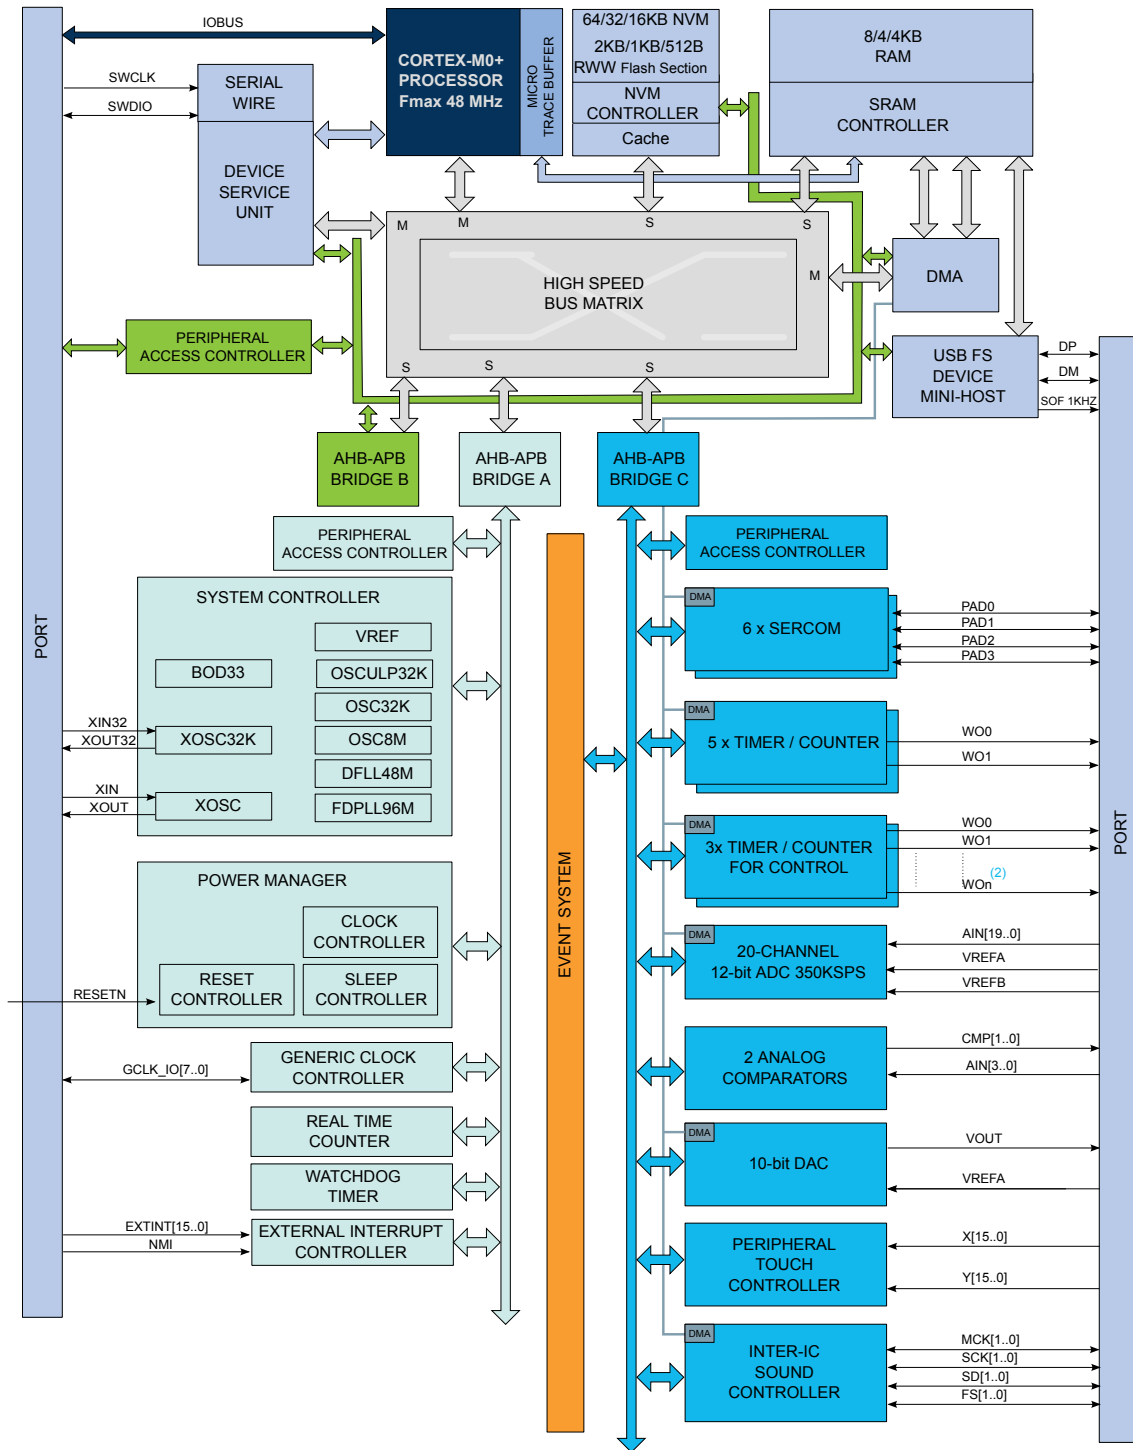 IOBUS
CORTEX-M0+
PROCESSOR
Fmax 48 MHz
MICRO
TRACE BUFFER
64/32/16KB NVM
2KB/1KB/512B
RWW Flash Section
NVM
CONTROLLER
Cache
8/4/4KB
RAM
SRAM
CONTROLLER
SWCLK
SWDIO
SERIAL
WIRE
DEVICE
SERVICE
UNIT
M
M
S
S
M
HIGH SPEED
BUS MATRIX
S
S
S
DMA
PERIPHERAL
ACCESS CONTROLLER
USB FS
DEVICE
MINI-HOST
DP
DM
SOF 1KHZ
AHB-APB
BRIDGE B
AHB-APB
BRIDGE A
AHB-APB
BRIDGE C
PERIPHERAL
ACCESS CONTROLLER
PERIPHERAL
ACCESS CONTROLLER
PORT
SYSTEM CONTROLLER
VREF
BOD33
OSCULP32K
OSC32K
XOSC32K
OSC8M
DFLL48M
XOSC
FDPLL96M
XIN32
XOUT32
XIN
XOUT
POWER MANAGER
CLOCK
CONTROLLER
RESET
CONTROLLER
SLEEP
CONTROLLER
RESETN
GENERIC CLOCK
CONTROLLER
GCLK_IO[7..0]
REAL TIME
COUNTER
WATCHDOG
TIMER
EXTERNAL INTERRUPT
CONTROLLER
EXTINT[15..0]
NMI
EVENT SYSTEM
DMA
6 x SERCOM
PAD0
PAD1
PAD2
PAD3
DMA
5 x TIMER / COUNTER
WO0
WO1
DMA
3x TIMER / COUNTER
FOR CONTROL
WO0
WO1
(2)
WOn
DMA
20-CHANNEL
12-bit ADC 350KSPS
AIN[19..0]
VREFA
VREFB
2 ANALOG
COMPARATORS
CMP[1..0]
AIN[3..0]
DMA
10-bit DAC
VOUT
VREFA
PERIPHERAL
TOUCH
CONTROLLER
X[15..0]
Y[15..0]
DMA
INTER-IC
SOUND
CONTROLLER
MCK[1..0]
SCK[1..0]
SD[1..0]
FS[1..0]
PORT